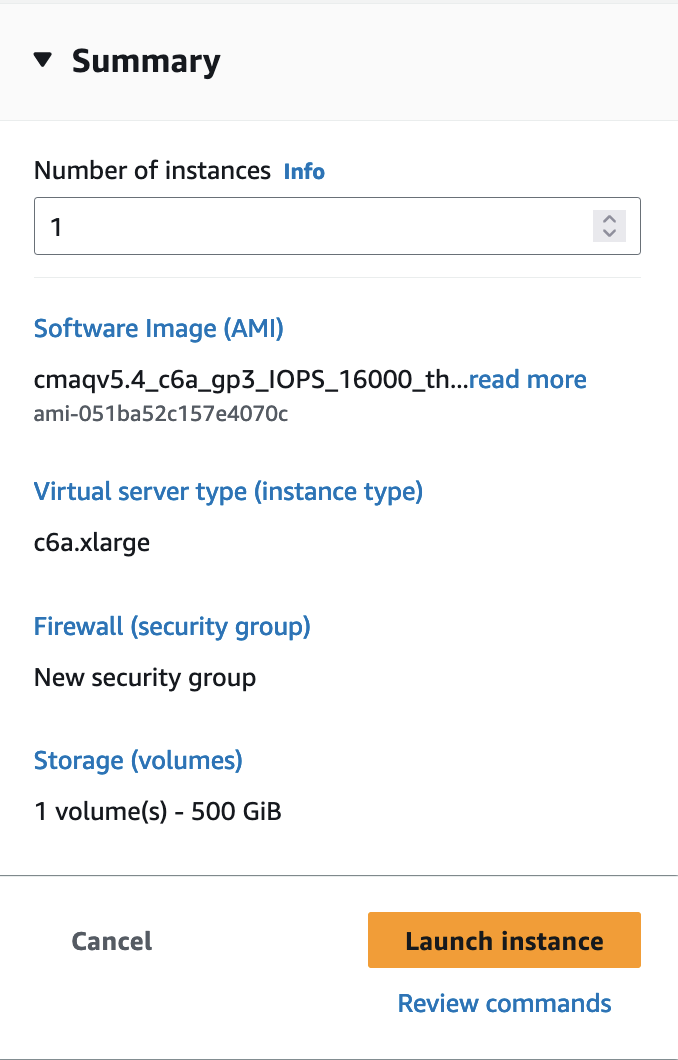 Summary
Number of instances Info
1
Software Image (AMI)
cmaqv5.4_c6a_gp3_IOPS_16000_th...read more
ami-051ba52c157e4070c
Virtual server type (instance type)
c6a.xlarge
Firewall (security group)
New security group
Storage (volumes)
1 volume(s) - 500 GiB
Cancel
Launch instance
Review commands